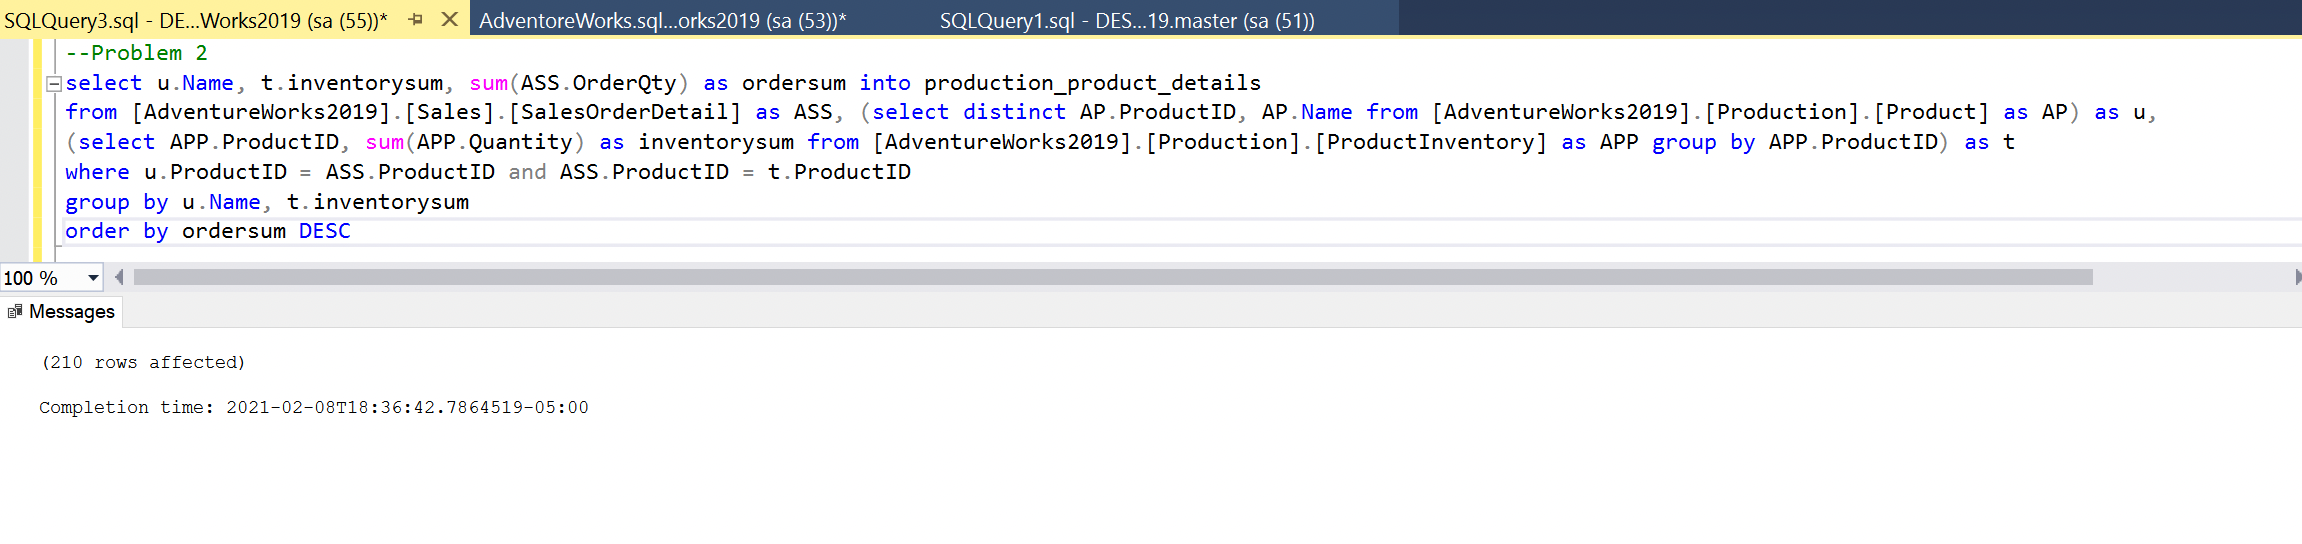 SQLQuery3.sql - DE...Works2019 (sa (55))* AdventoreWorks.sql...orks2019 (sa (53))* SQLQuery1.sql - DES...19.master (sa (51))
--Problem 2
select u.Name, t.inventorysum, sum(ASS.OrderQty) as ordersum into production_product_details
from [AdventureWorks2019].[Sales].[SalesOrderDetail] as ASS, (select distinct AP.ProductID, AP.Name from [AdventureWorks2019].[Production].[Product] as AP) as u,
(select APP.ProductID, sum(APP.Quantity) as inventorysum from [AdventureWorks2019].[Production].[ProductInventory] as APP group by APP.ProductID) as t
where u.ProductID = ASS.ProductID and ASS.ProductID = t.ProductID
group by u.Name, t.inventorysum
order by ordersum DESC
100 %
Messages
(210 rows affected)
Completion time: 2021-02-08T18:36:42.7864519-05:00